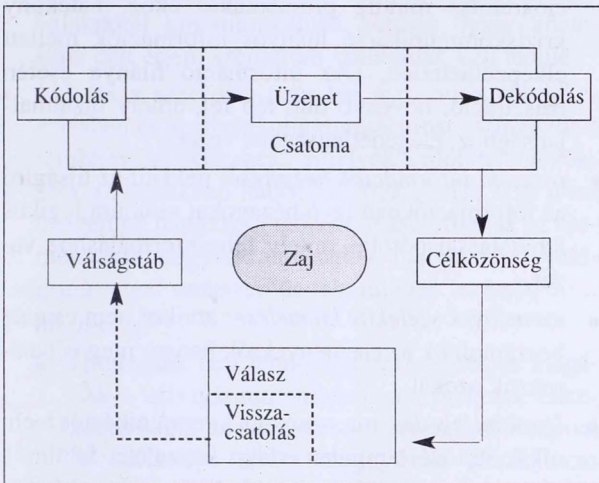 Kódolás
Üzenet
Dekódolás
Csatorna
Válságstáb
Zaj
Célközönség
Válasz
Vissza-
csatolás